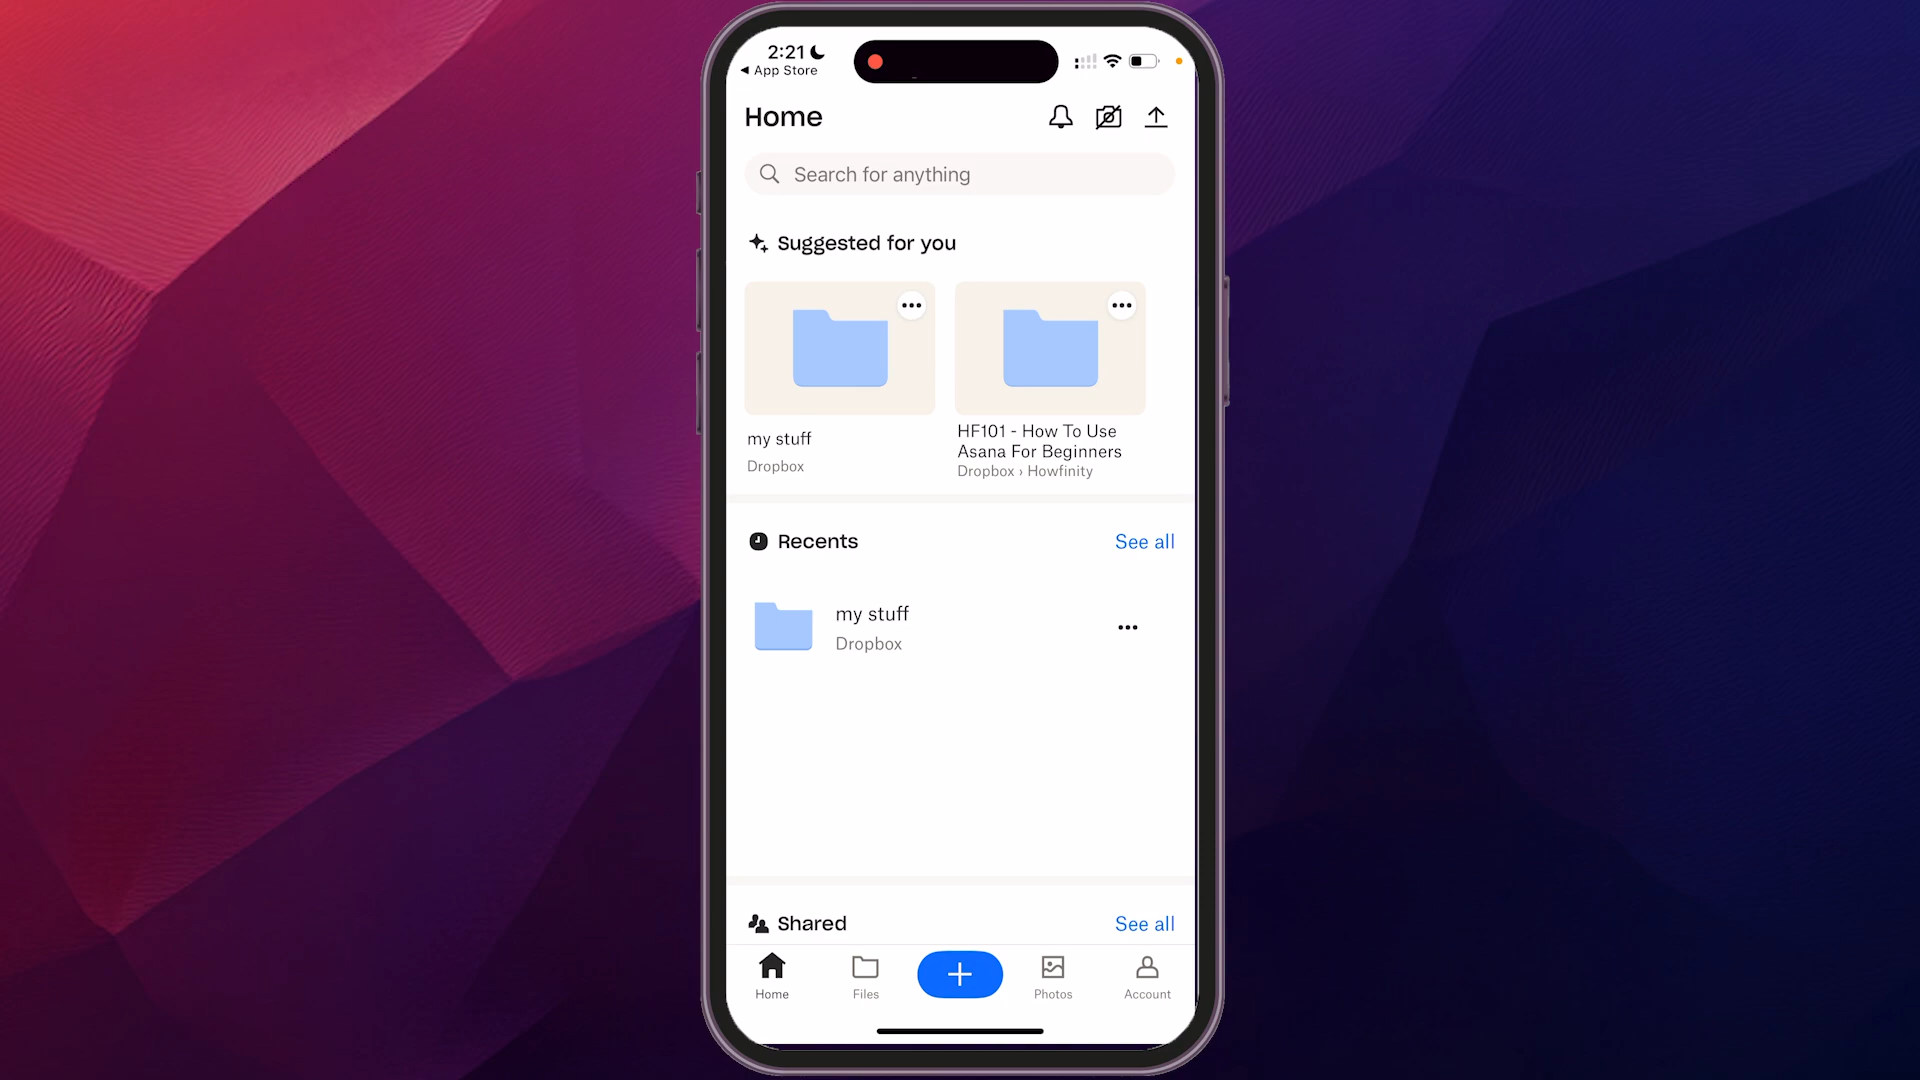 2:21
◀ App Store
Home
Search for anything
Suggested for you
my stuff
Dropbox
HF101 - How To Use
Asana For Beginners
Dropbox › Howfinity
Recents
See all
my stuff
Dropbox
Shared
See all
Home
Files
Photos
Account